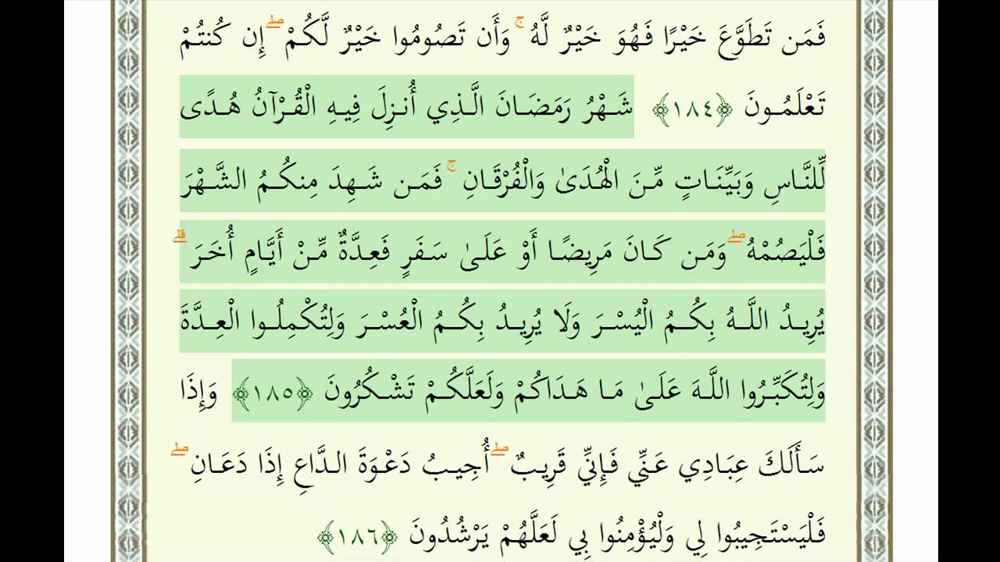 فَمَن تَطَوَّعَ خَيْرًا فَهُوَ خَيْرٌ لَّهُ ۚ وَأَن تَصُومُوا خَيْرٌ لَّكُمْ ۖ إِن كُنتُمْ
تَعْلَمُونَ ﴿١٨٤﴾ شَهْرُ رَمَضَانَ الَّذِي أُنزِلَ فِيهِ الْقُرْآنُ هُدًى
لِّلنَّاسِ وَبَيِّنَاتٍ مِّنَ الْهُدَىٰ وَالْفُرْقَانِ ۚ فَمَن شَهِدَ مِنكُمُ الشَّهْرَ
فَلْيَصُمْهُ ۖ وَمَن كَانَ مَرِيضًا أَوْ عَلَىٰ سَفَرٍ فَعِدَّةٌ مِّنْ أَيَّامٍ أُخَرَ ۗ
يُرِيدُ اللَّهُ بِكُمُ الْيُسْرَ وَلَا يُرِيدُ بِكُمُ الْعُسْرَ وَلِتُكْمِلُوا الْعِدَّةَ
وَلِتُكَبِّرُوا اللَّهَ عَلَىٰ مَا هَدَاكُمْ وَلَعَلَّكُمْ تَشْكُرُونَ ﴿١٨٥﴾ وَإِذَا
سَأَلَكَ عِبَادِي عَنِّي فَإِنِّي قَرِيبٌ ۖ أُجِيبُ دَعْوَةَ الدَّاعِ إِذَا دَعَانِ ۖ
فَلْيَسْتَجِيبُوا لِي وَلْيُؤْمِنُوا بِي لَعَلَّهُمْ يَرْشُدُونَ ﴿١٨٦﴾